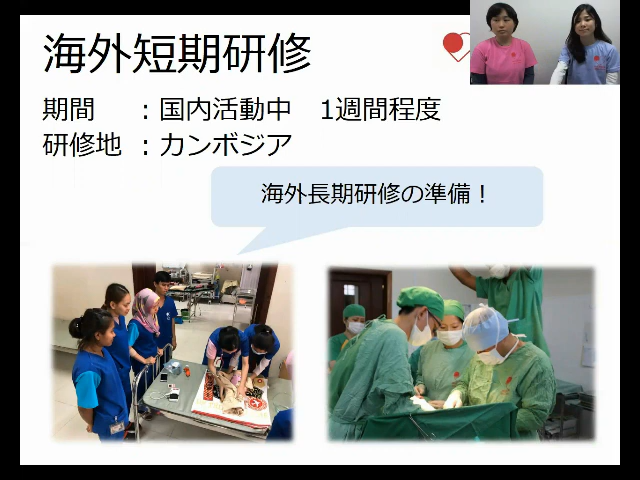 海外短期研修
期間　：国内活動中　1週間程度
研修地：カンボジア
海外長期研修の準備！